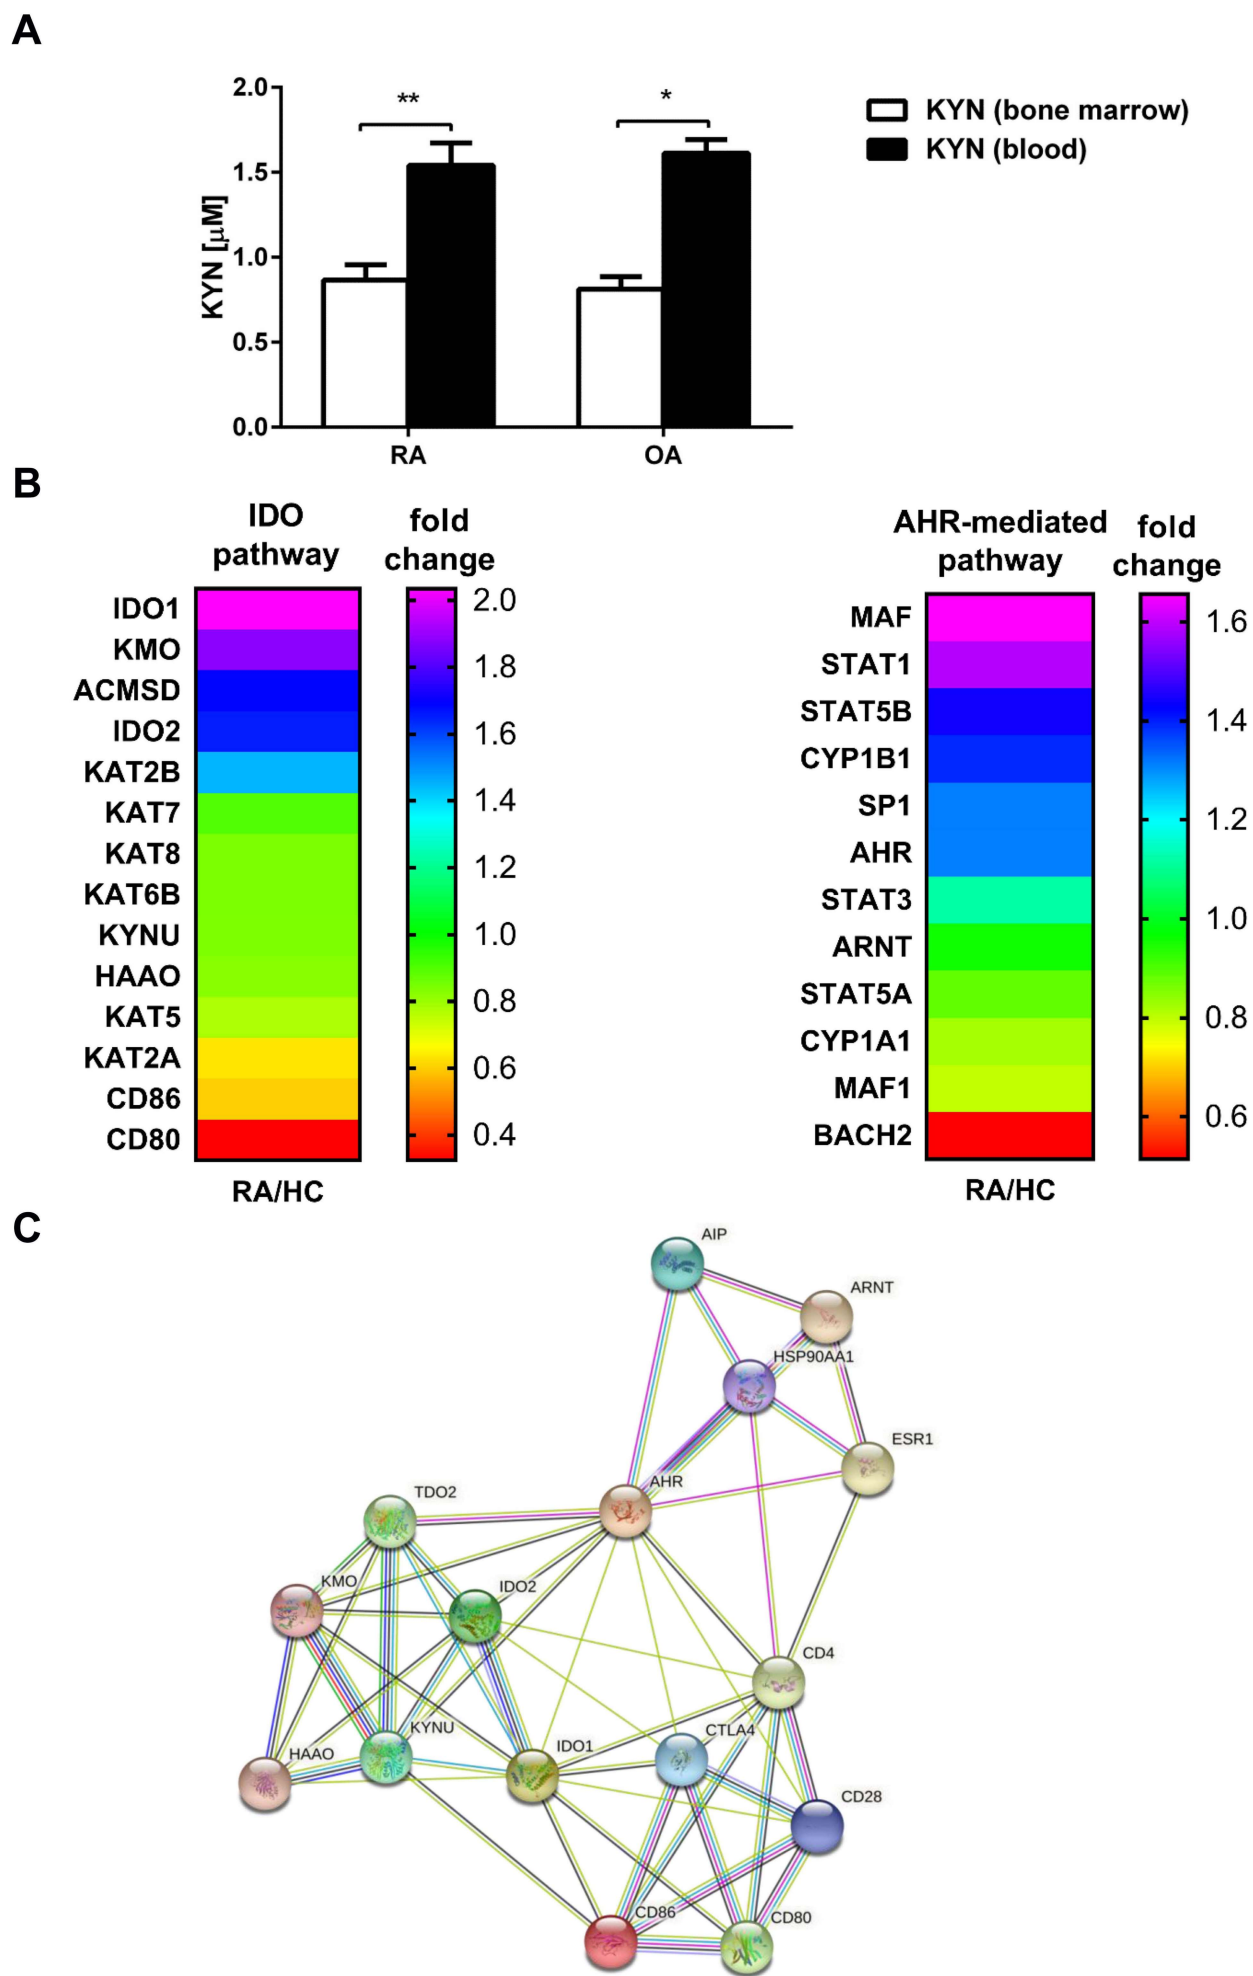 A
2.0
1.5
1.0
0.5
0.0
KYN [μM]
**
*
RA
OA
KYN (bone marrow)
KYN (blood)
B
IDO
pathway
fold
change
IDO1
KMO
ACMSD
IDO2
KAT2B
KAT7
KAT8
KAT6B
KYNU
HAAO
KAT5
KAT2A
CD86
CD80
2.0
1.8
1.6
1.4
1.2
1.0
0.8
0.6
0.4
RA/HC
AHR-mediated
pathway
fold
change
MAF
STAT1
STAT5B
CYP1B1
SP1
AHR
STAT3
ARNT
STAT5A
CYP1A1
MAF1
BACH2
1.6
1.4
1.2
1.0
0.8
0.6
RA/HC
C
AIP
ARNT
HSP90AA1
ESR1
AHR
TDO2
KMO
IDO2
CD4
KYNU
CTLA4
IDO1
HAAO
CD28
CD86
CD80